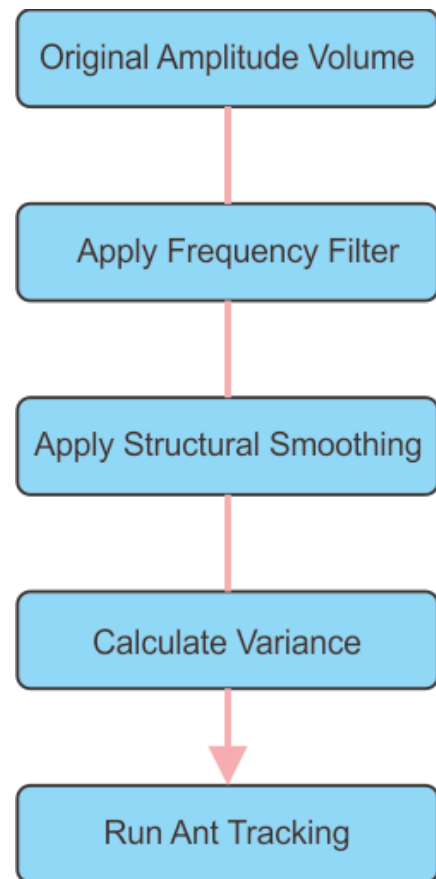 Original Amplitude Volume
Apply Frequency Filter
Apply Structural Smoothing
Calculate Variance
Run Ant Tracking